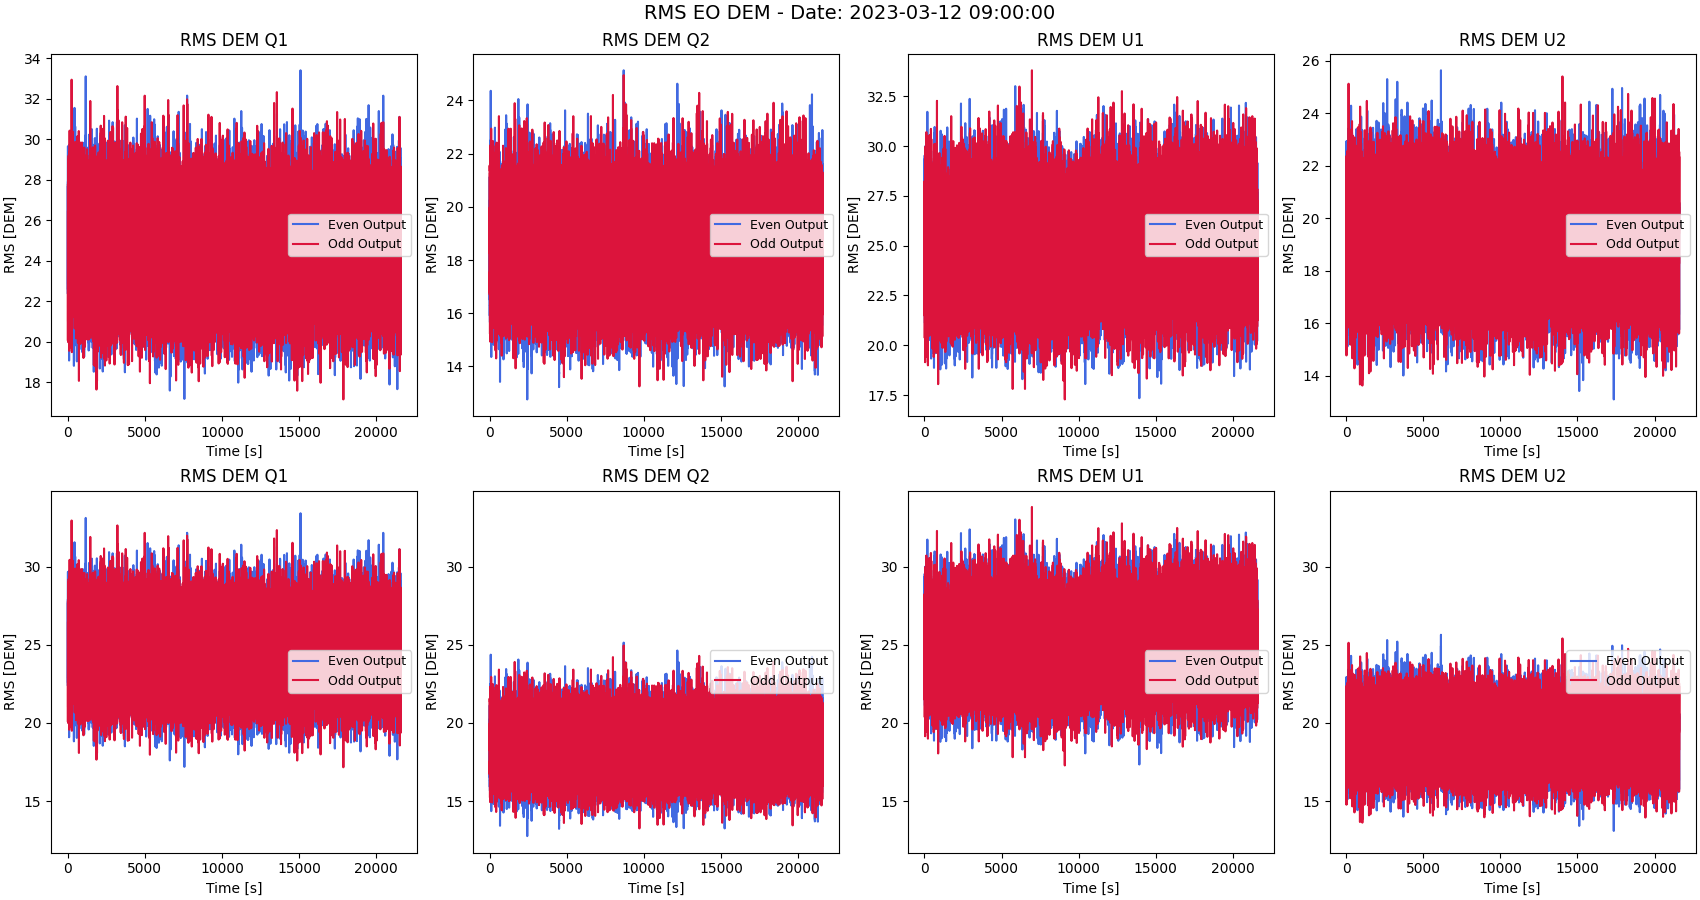 RMS EO DEM - Date: 2023-03-12 09:00:00
RMS DEM Q1
RMS [DEM]
34
32
30
28
26
24
22
20
18
0
5000
10000
15000
20000
Time [s]
Even Output
Odd Output
RMS DEM Q2
RMS [DEM]
24
22
20
18
16
14
0
5000
10000
15000
20000
Time [s]
Even Output
Odd Output
RMS DEM U1
RMS [DEM]
32.5
30.0
27.5
25.0
22.5
20.0
17.5
0
5000
10000
15000
20000
Time [s]
Even Output
Odd Output
RMS DEM U2
RMS [DEM]
26
24
22
20
18
16
14
0
5000
10000
15000
20000
Time [s]
Even Output
Odd Output
RMS DEM Q1
RMS [DEM]
30
25
20
15
0
5000
10000
15000
20000
Time [s]
Even Output
Odd Output
RMS DEM Q2
RMS [DEM]
30
25
20
15
0
5000
10000
15000
20000
Time [s]
Even Output
Odd Output
RMS DEM U1
RMS [DEM]
30
25
20
15
0
5000
10000
15000
20000
Time [s]
Even Output
Odd Output
RMS DEM U2
RMS [DEM]
30
25
20
15
0
5000
10000
15000
20000
Time [s]
Even Output
Odd Output